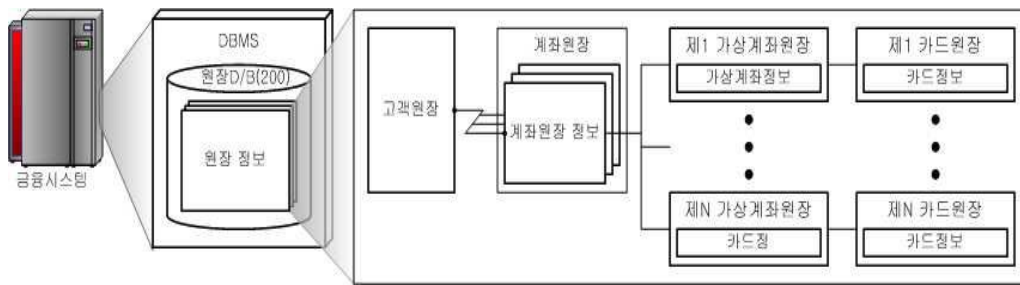 금융시스템
DBMS
원장D/B(200)
원장 정보
고객원장
계좌원장
계좌원장 정보
제1 가상계좌원장
가상계좌정보
제1 카드원장
카드정보
제N 가상계좌원장
카드점
제N 카드원장
카드정보